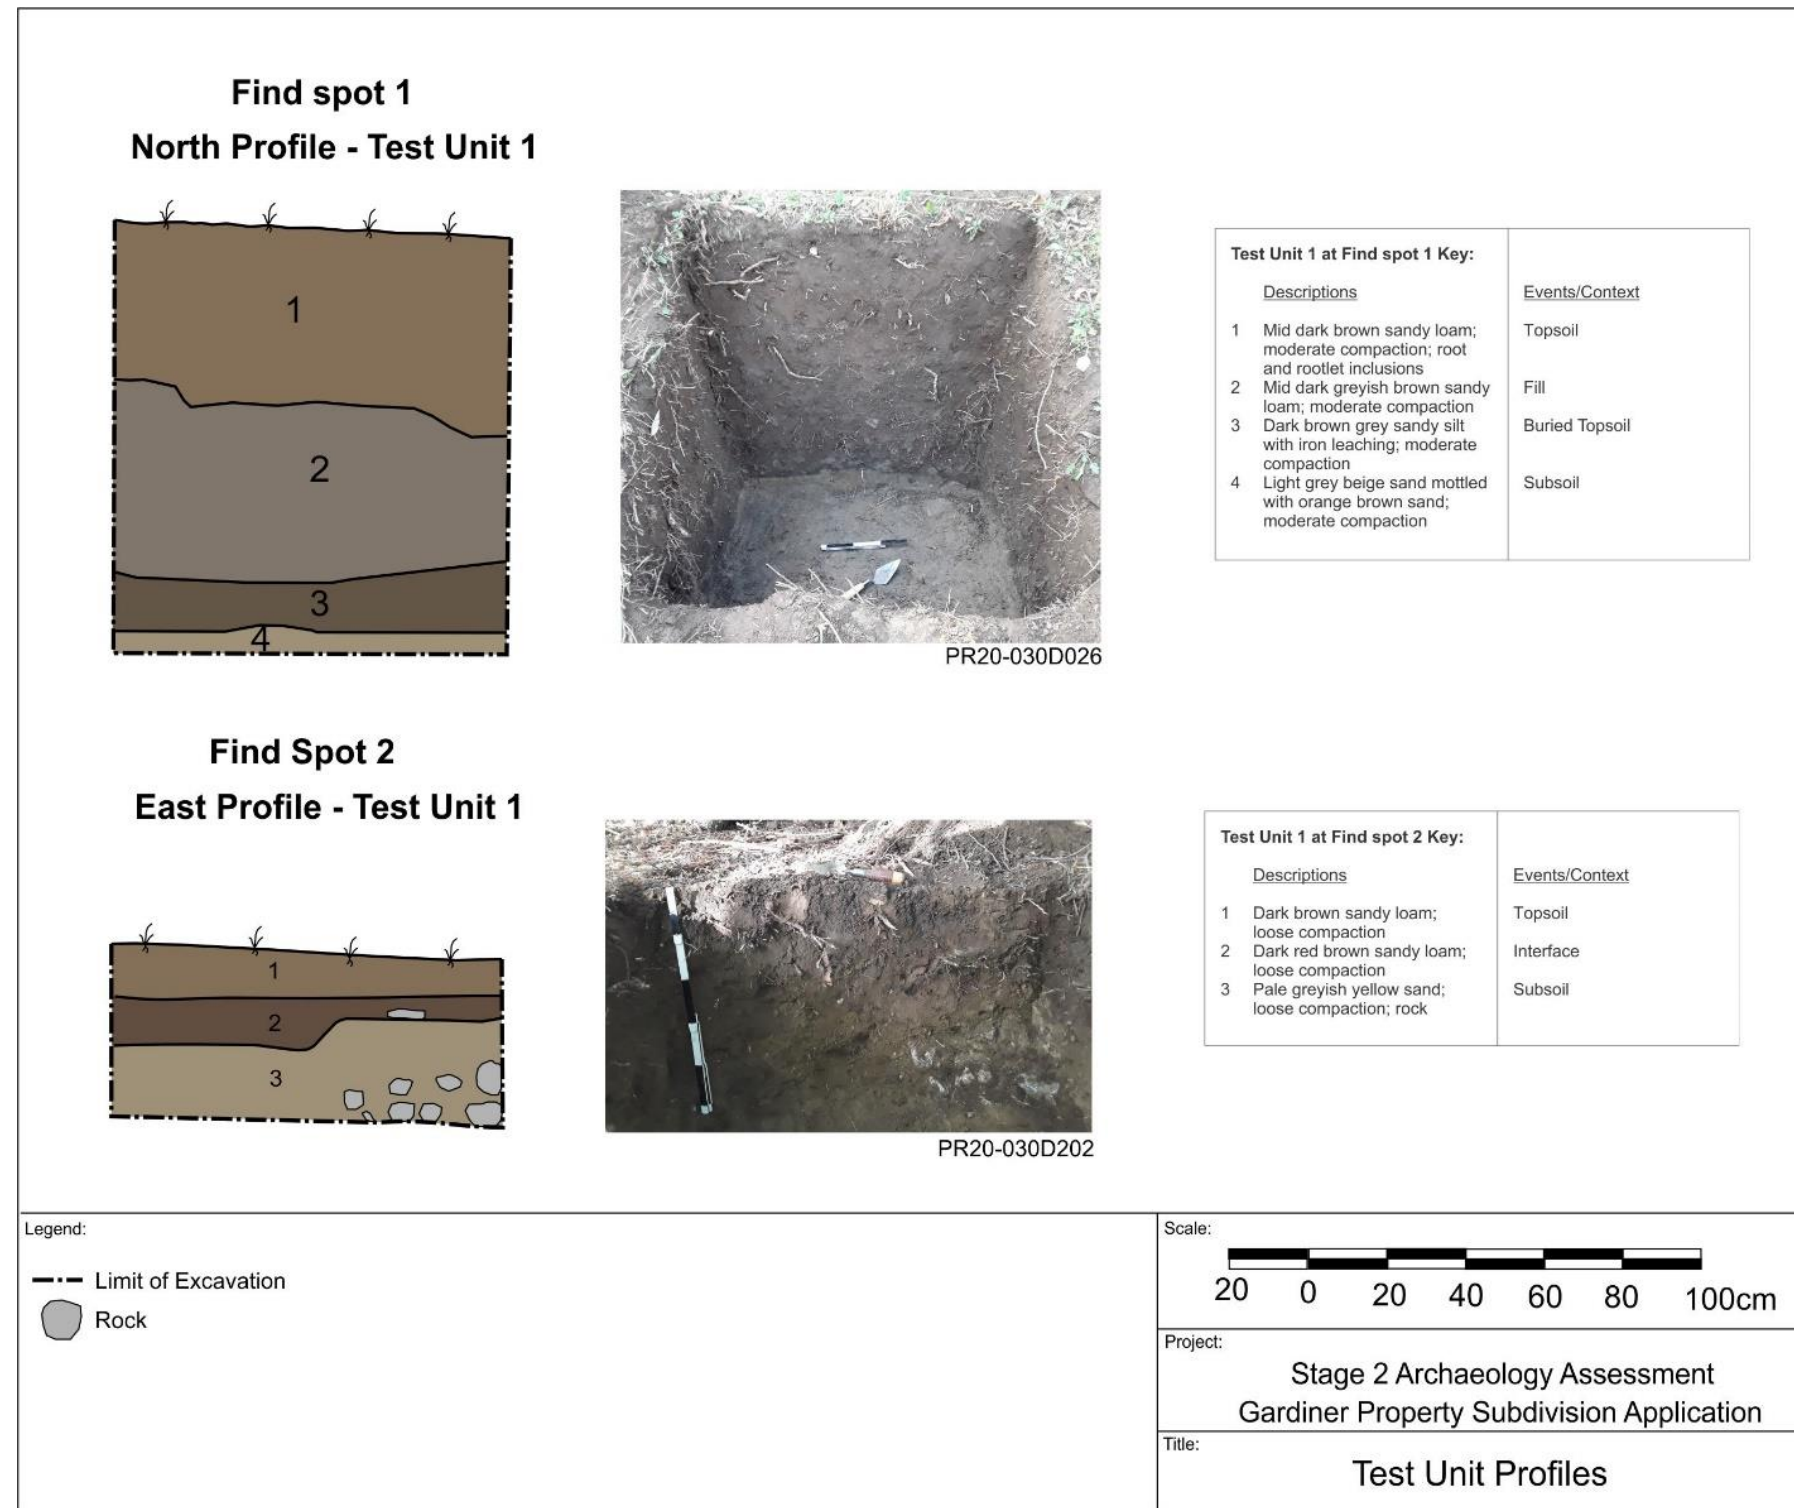 Find spot 1
North Profile - Test Unit 1
1
2
3
4
PR20-030D026
Test Unit 1 at Find spot 1 Key:
Descriptions Events/Context
1 Mid dark brown sandy loam; Topsoil
moderate compaction; root
and rootlet inclusions
2 Mid dark greyish brown sandy Fill
loam; moderate compaction
3 Dark brown grey sandy silt Buried Topsoil
with iron leaching; moderate
compaction
4 Light grey beige sand mottled Subsoil
with orange brown sand;
moderate compaction
Find Spot 2
East Profile - Test Unit 1
1
2
3
PR20-030D202
Test Unit 1 at Find spot 2 Key:
Descriptions Events/Context
1 Dark brown sandy loam; Topsoil
loose compaction
2 Dark red brown sandy loam; Interface
loose compaction
3 Pale greyish yellow sand; Subsoil
loose compaction; rock
Legend:
Limit of Excavation
Rock
Scale:
20 0 20 40 60 80 100cm
Project:
Stage 2 Archaeology Assessment
Gardiner Property Subdivision Application
Title:
Test Unit Profiles